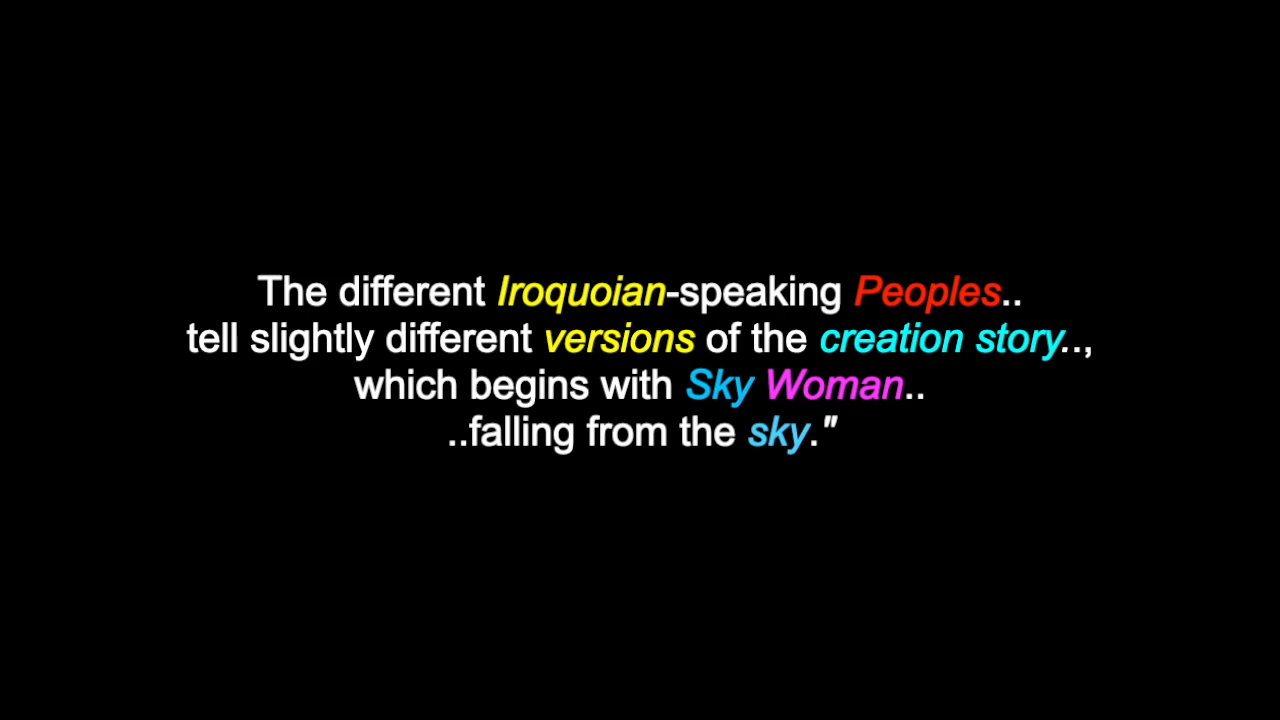 The different Iroquoian-speaking Peoples..
tell slightly different versions of the creation story..,
which begins with Sky Woman..
..falling from the sky."